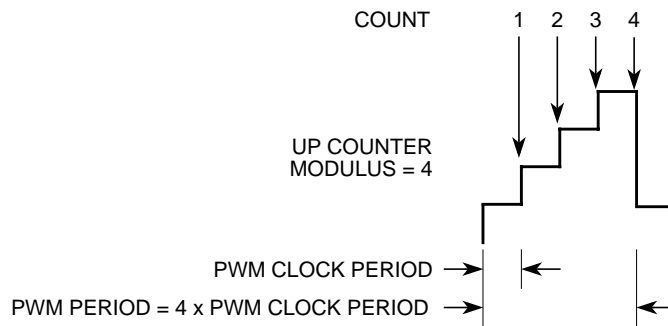 COUNT 1 2 3 4
UP COUNTER
MODULUS = 4
PWM CLOCK PERIOD
PWM PERIOD = 4 x PWM CLOCK PERIOD